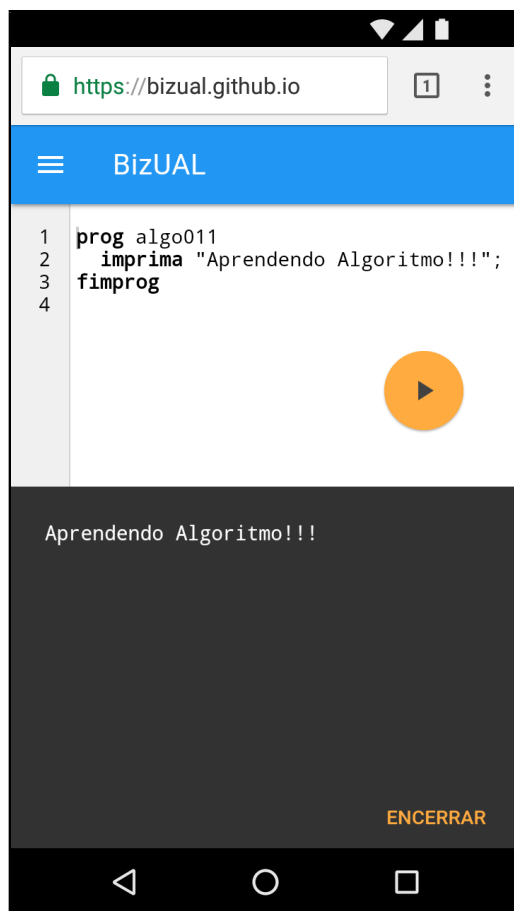 https://bizual.github.io
1
BizUAL
1 prog algo011
2 imprima "Aprendendo Algoritmo!!!";
3 fimprog
4
Aprendendo Algoritmo!!!
ENCERRAR